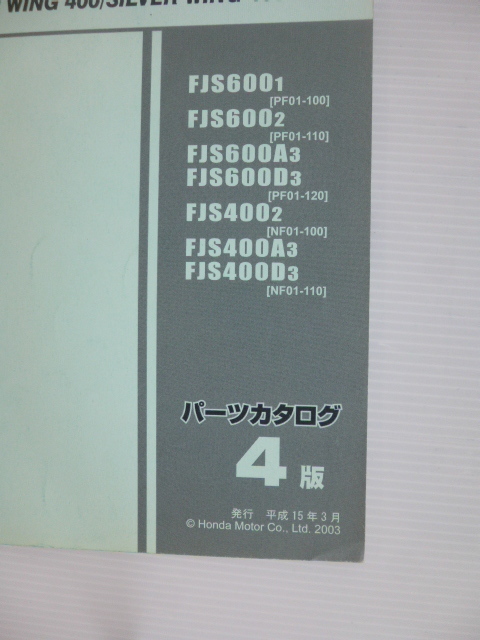 WING 400/SILVER WING
FJS6001
[PF01-100]
FJS6002
[PF01-110]
FJS600A3
FJS600D3
[PF01-120]
FJS4002
[NF01-100]
FJS400A3
FJS400D3
[NF01-110]
パーツカタログ
4版
発行 平成15年3月
© Honda Motor Co., Ltd. 2003